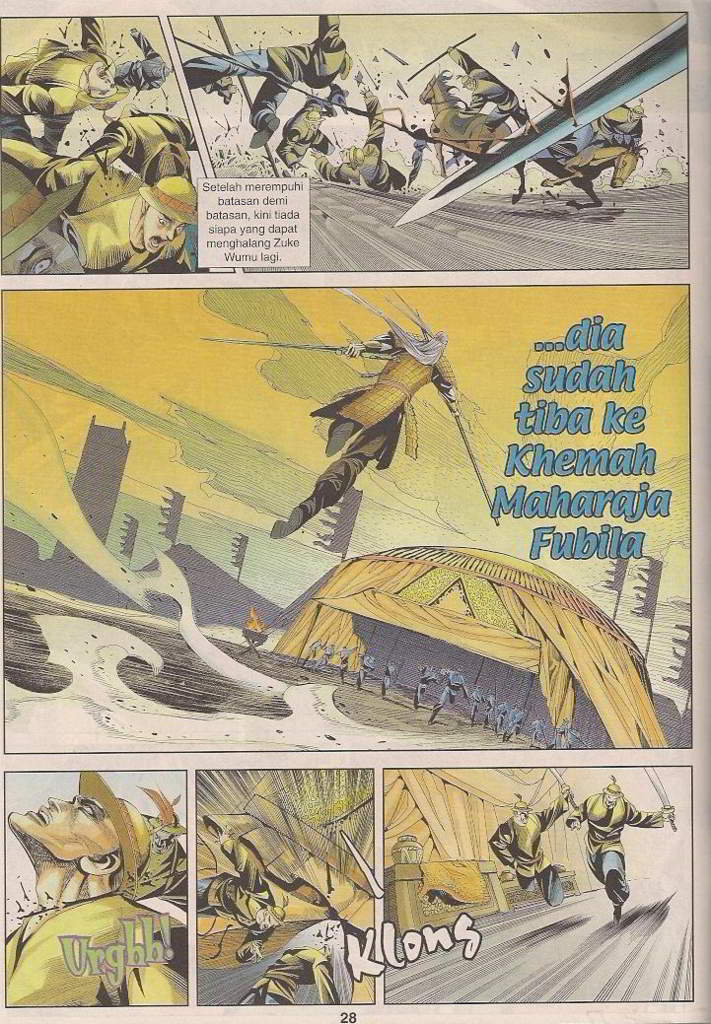 Setelah merempuhi
batasan demi
batasan, kini tiada
siapa yang dapat
menghalang Zuke
Wumu lagi.
...dia
sudah
tiba ke
Khemah
Maharaja
Fubila
Urghh!
Klons
28